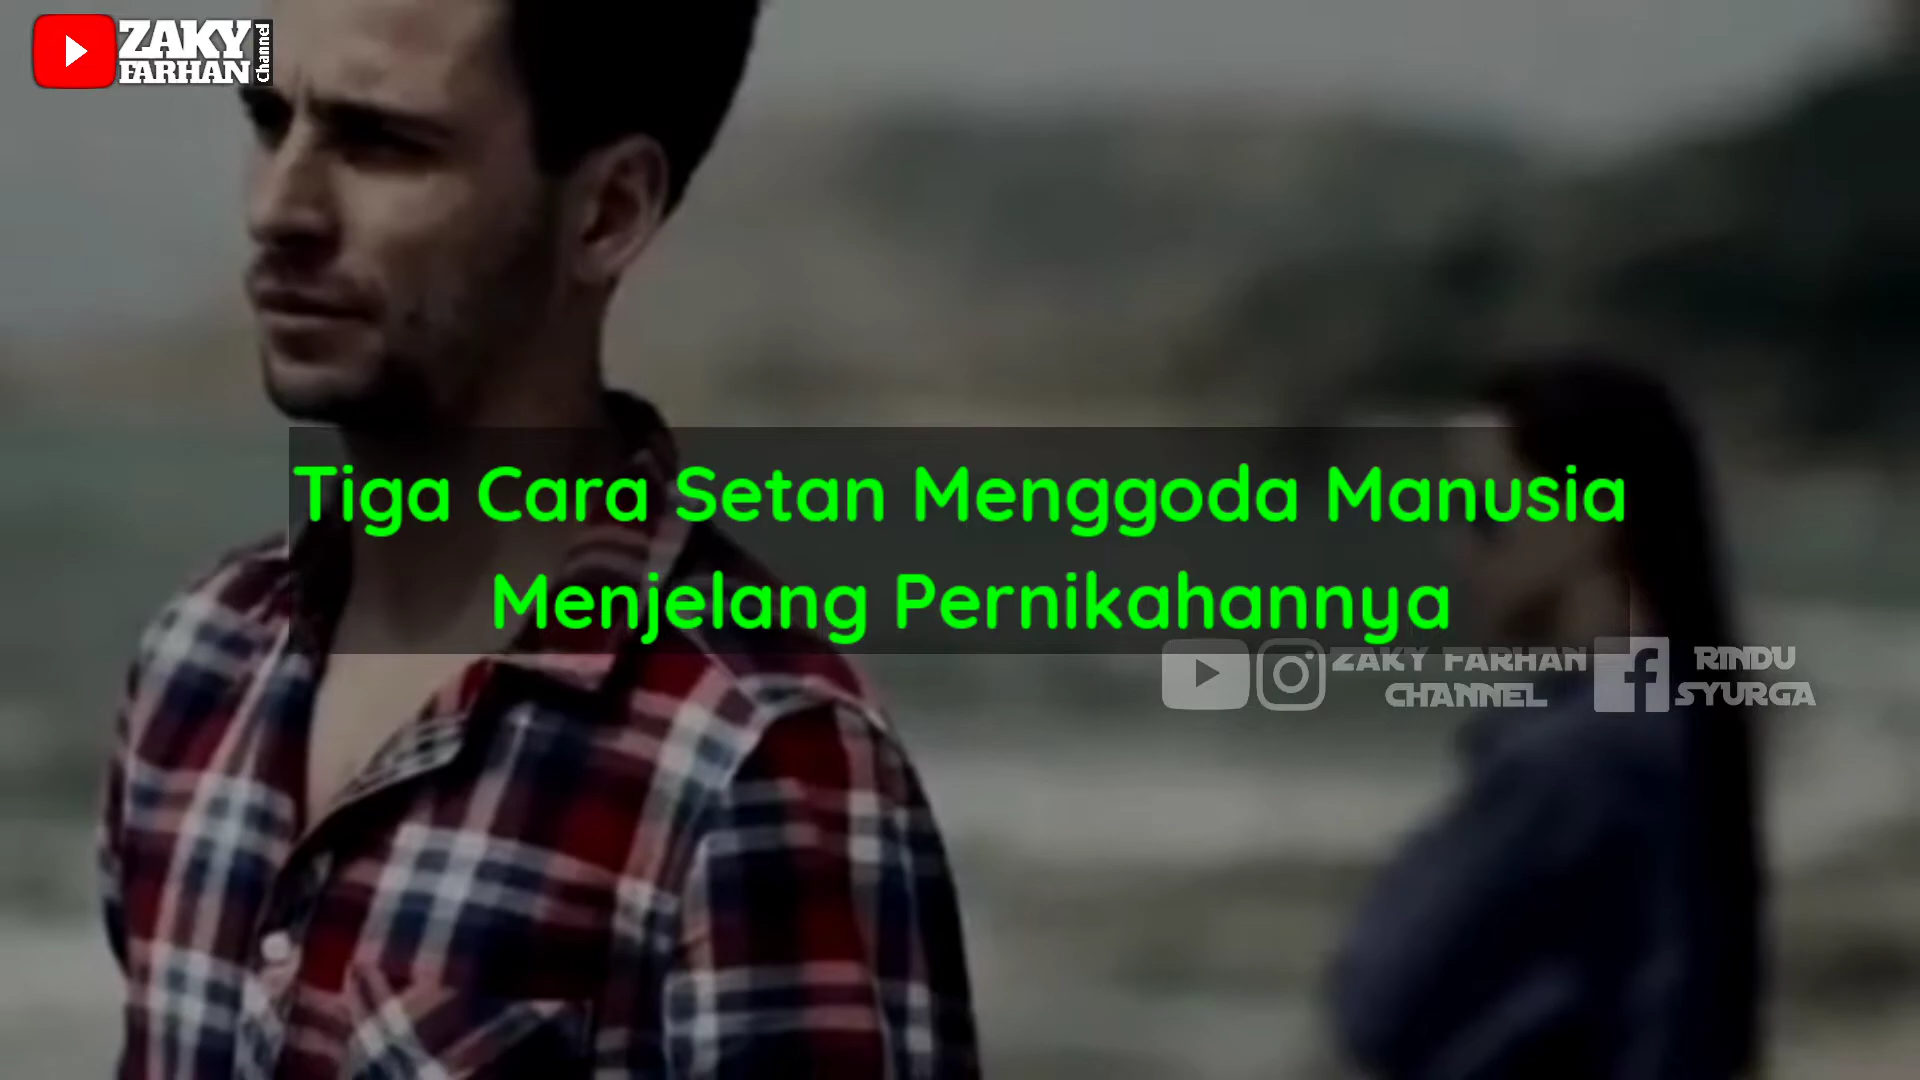 ZAKY
FARHAN
Channel
Tiga Cara Setan Menggoda Manusia
Menjelang Pernikahannya
ZAKY FARHAN
CHANNEL
RINDU
SYURGA